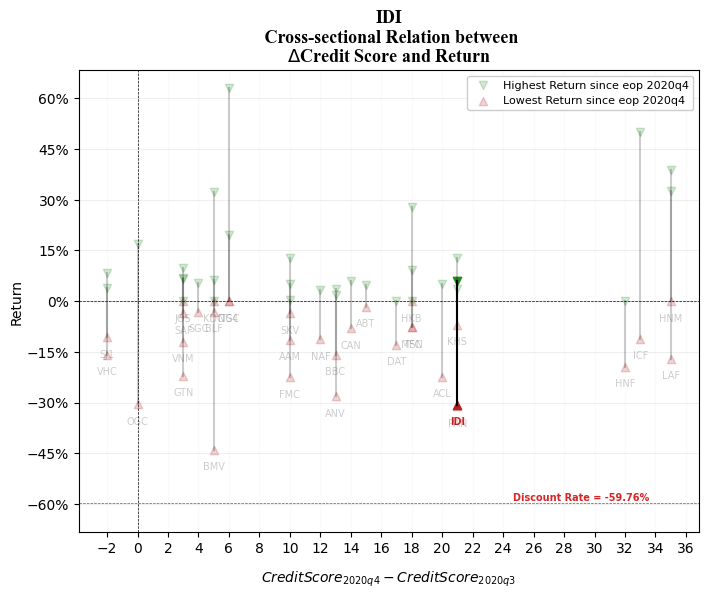 IDI
Cross-sectional Relation between
ΔCredit Score and Return
Highest Return since eop 2020q4
Lowest Return since eop 2020q4
60%
45%
30%
15%
0%
−15%
−30%
−45%
−60%
Return
VHC
OGC
SAF
VNM
GTN
SGC
BLF
BMV
SKV
AAM
FMC
NAF
BBC
ANV
CAN
ABT
DAT
HKB
ACL
KHS
IDI
HNF
ICF
HNM
LAF
Discount Rate = -59.76%
−2 0 2 4 6 8 10 12 14 16 18 20 22 24 26 28 30 32 34 36
CreditScore2020q4 − CreditScore2020q3